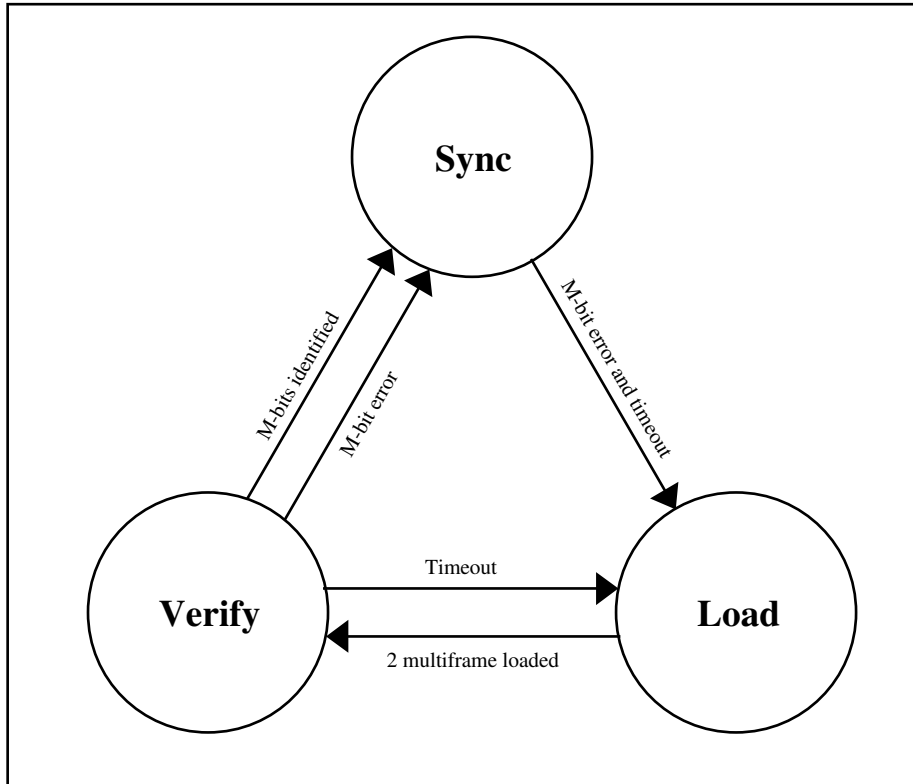 Sync
M-bits identified
M-bit error
M-bit error and timeout
Timeout
Verify
Load
2 multiframe loaded